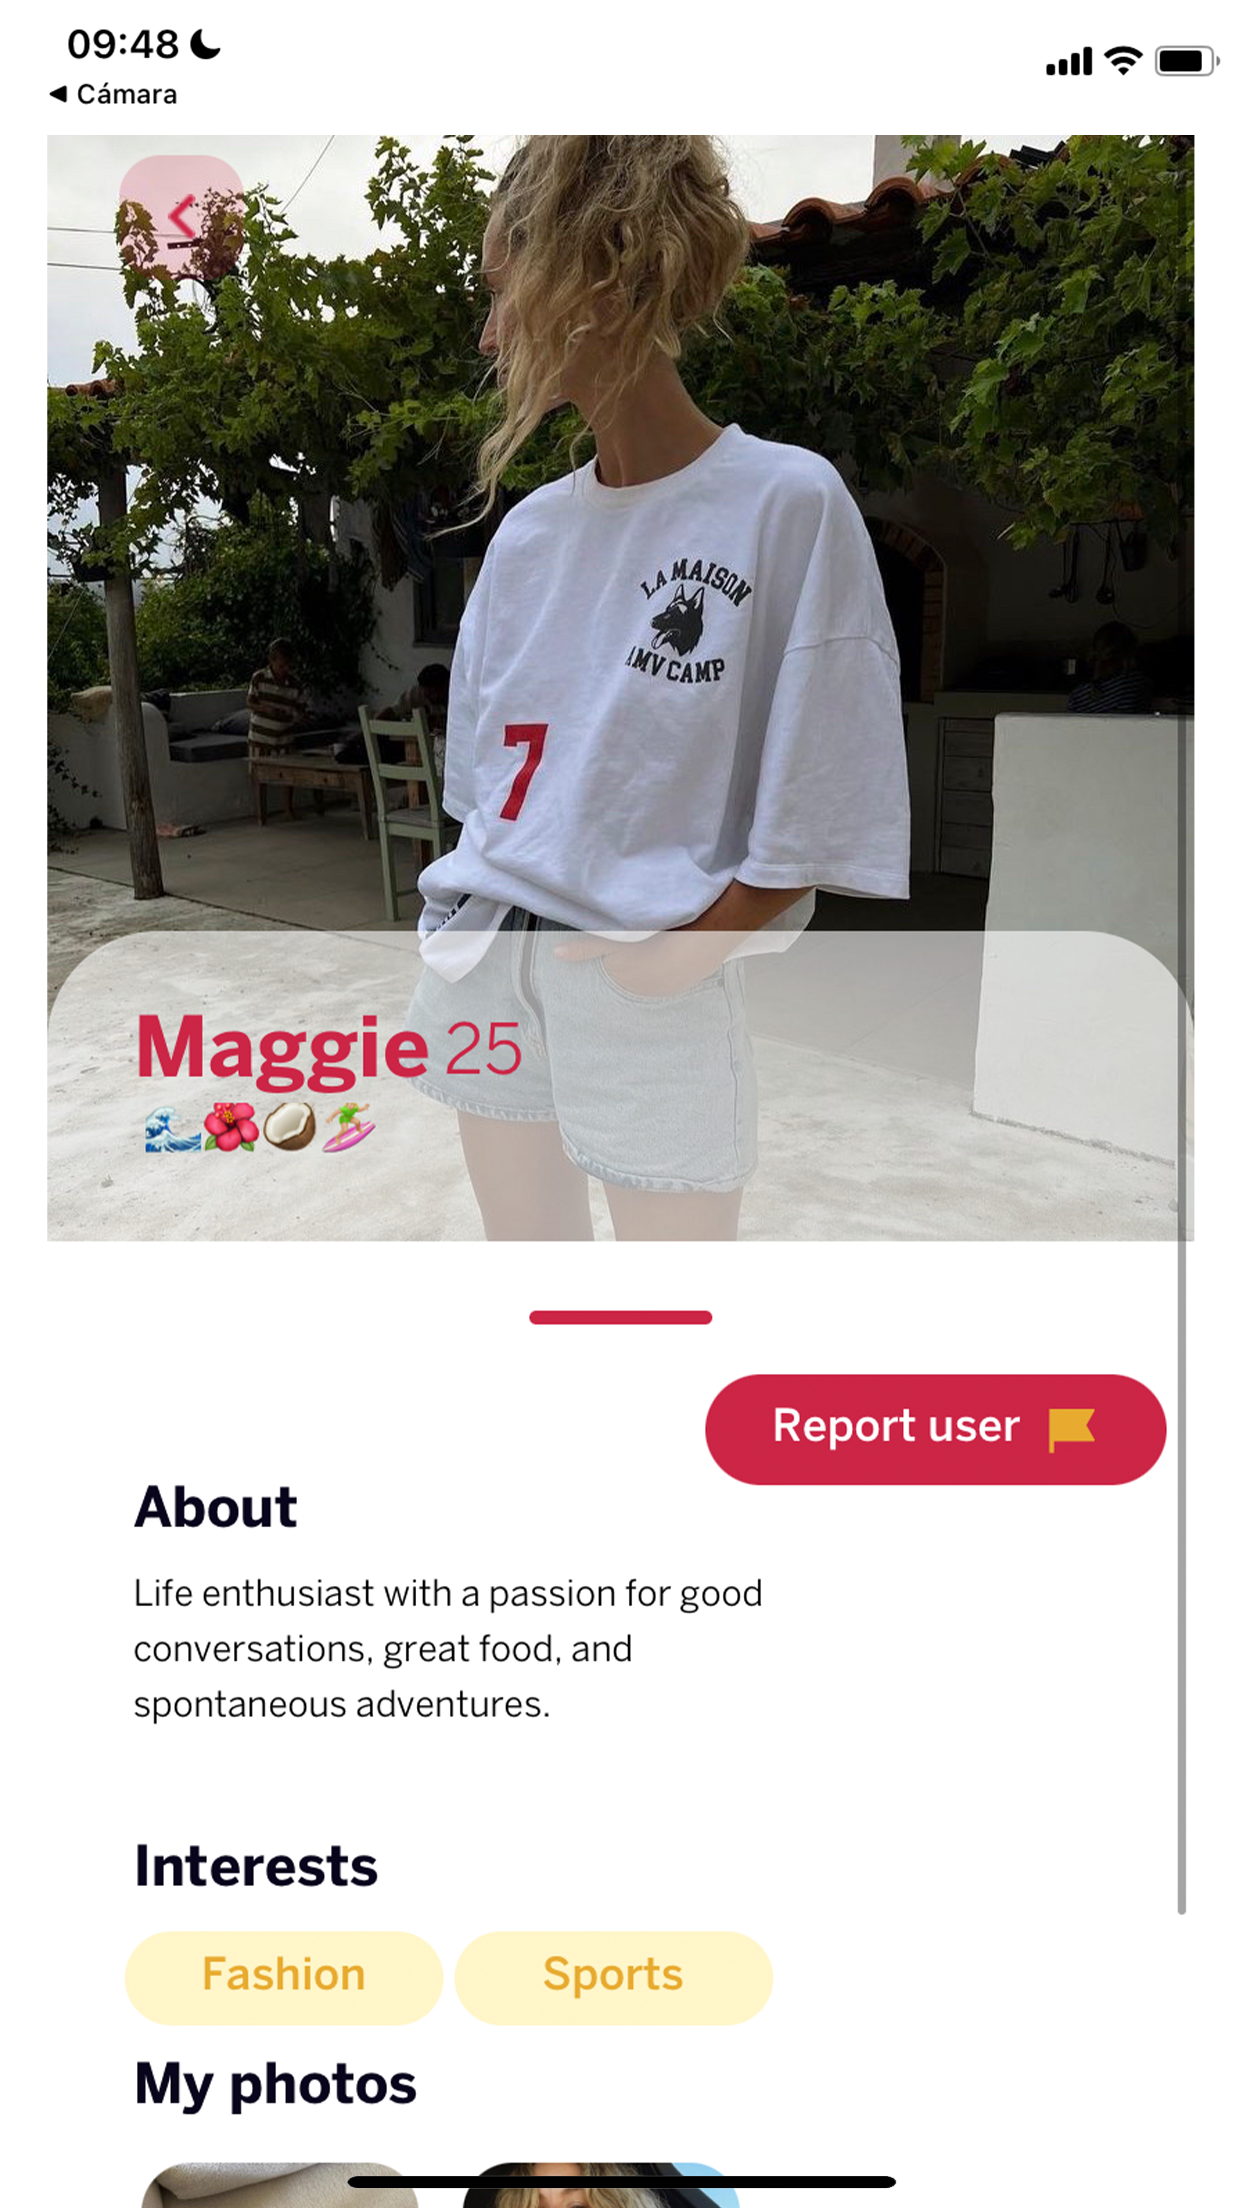 09:48
Cámara
LA MAISON
AMV CAMP
7
Maggie 25
Report user
About
Life enthusiast with a passion for good
conversations, great food, and
spontaneous adventures.
Interests
Fashion
Sports
My photos